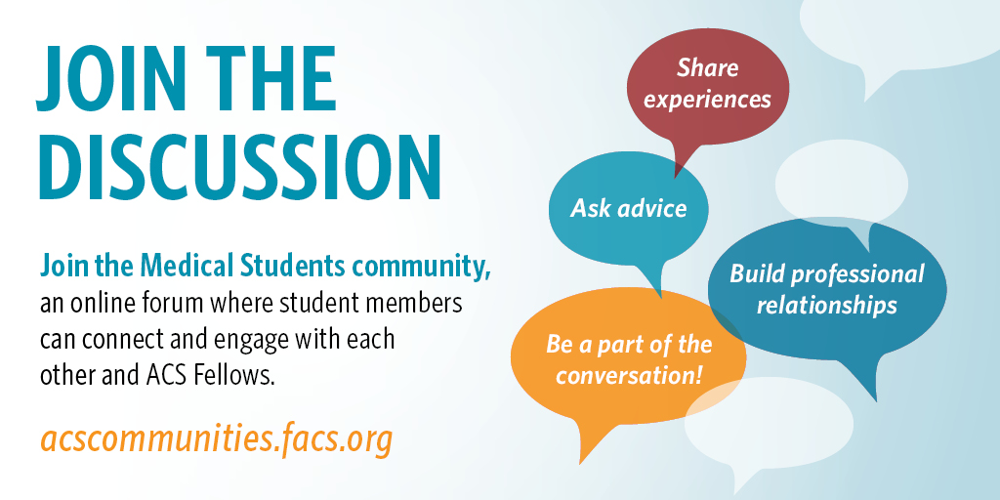 JOIN THE
DISCUSSION
Join the Medical Students community,
an online forum where student members
can connect and engage with each
other and ACS Fellows.
acscommunities.facs.org
Share
experiences
Ask advice
Build professional
relationships
Be a part of the
conversation!